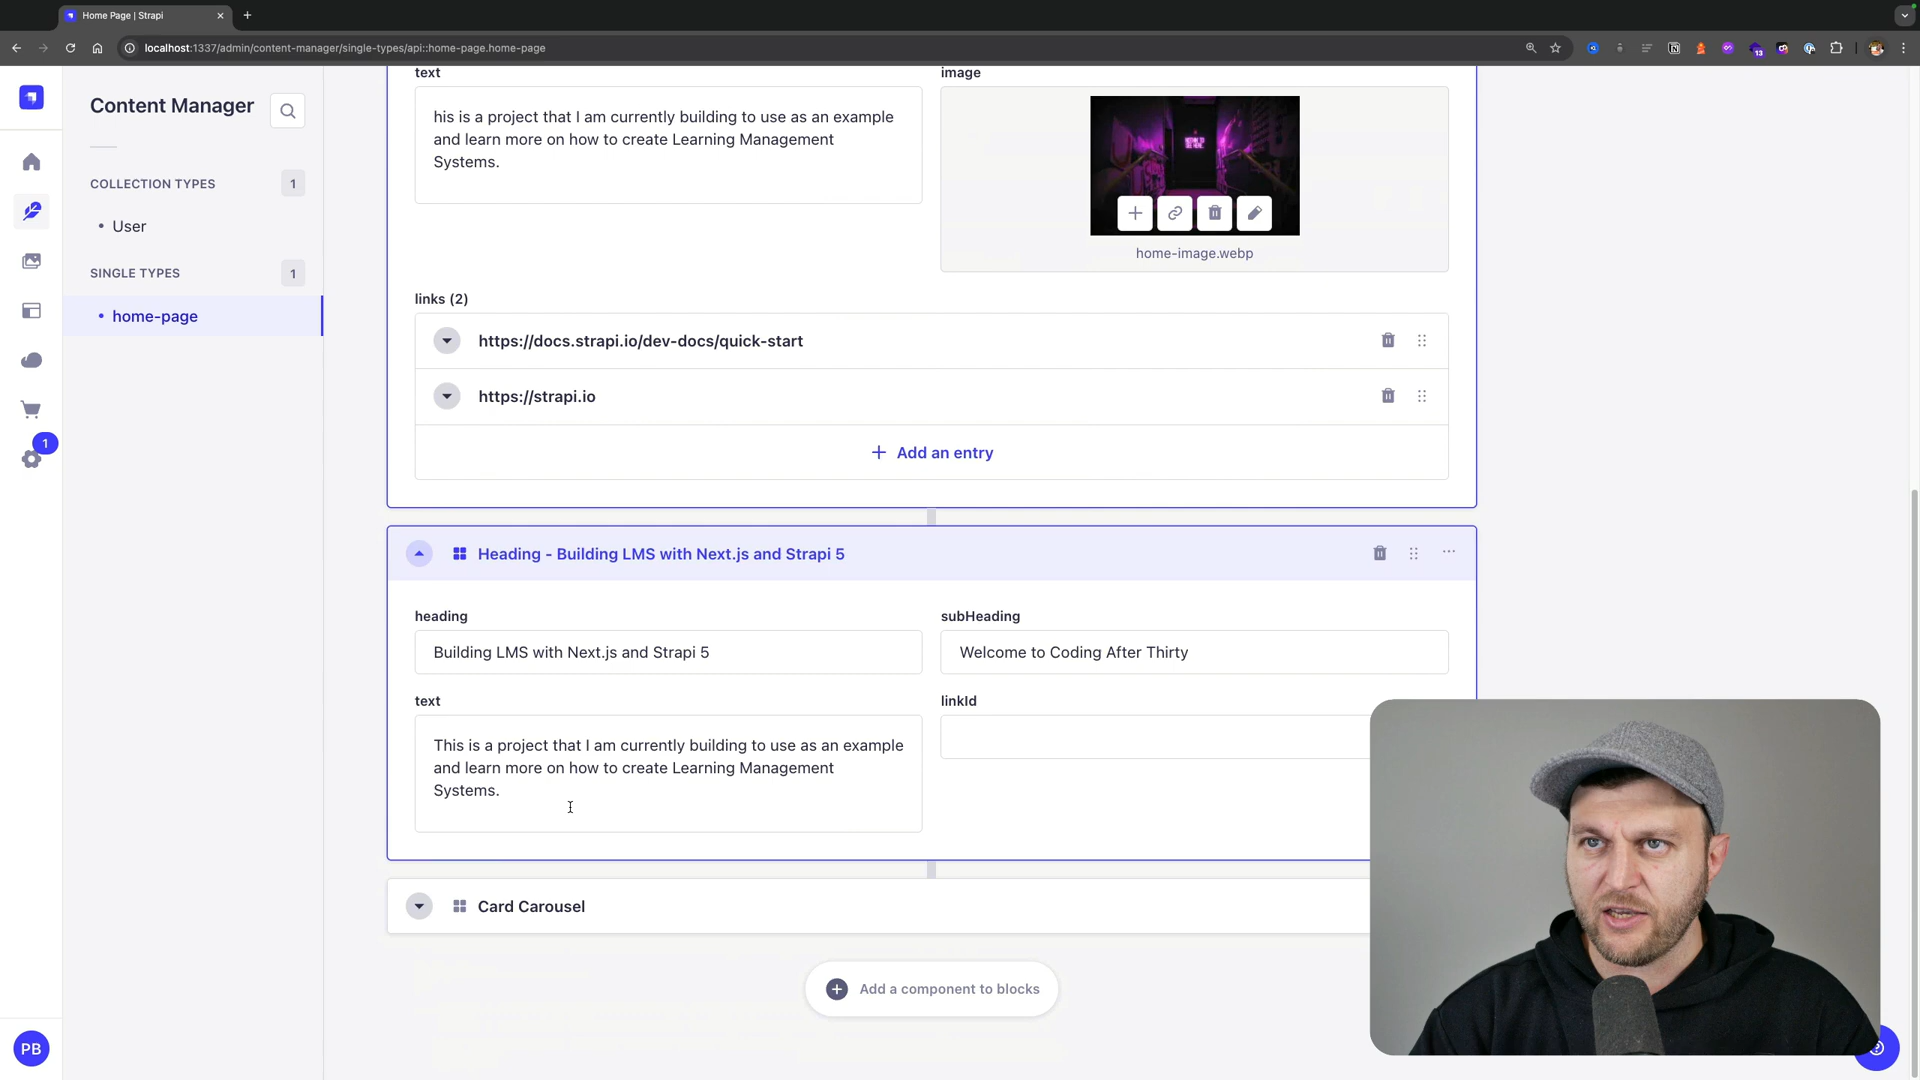 Home Page | Strapi
localhost:1337/admin/content-manager/single-types/api::home-page.home-page
13
Content Manager
COLLECTION TYPES
1
User
SINGLE TYPES
1
home-page
1
PB
text
his is a project that I am currently building to use as an example
and learn more on how to create Learning Management
Systems.
image
home-image.webp
links (2)
https://docs.strapi.io/dev-docs/quick-start
https://strapi.io
Add an entry
Heading - Building LMS with Next.js and Strapi 5
heading
Building LMS with Next.js and Strapi 5
subHeading
Welcome to Coding After Thirty
text
This is a project that I am currently building to use as an example
and learn more on how to create Learning Management
Systems.
linkId
Card Carousel
Add a component to blocks